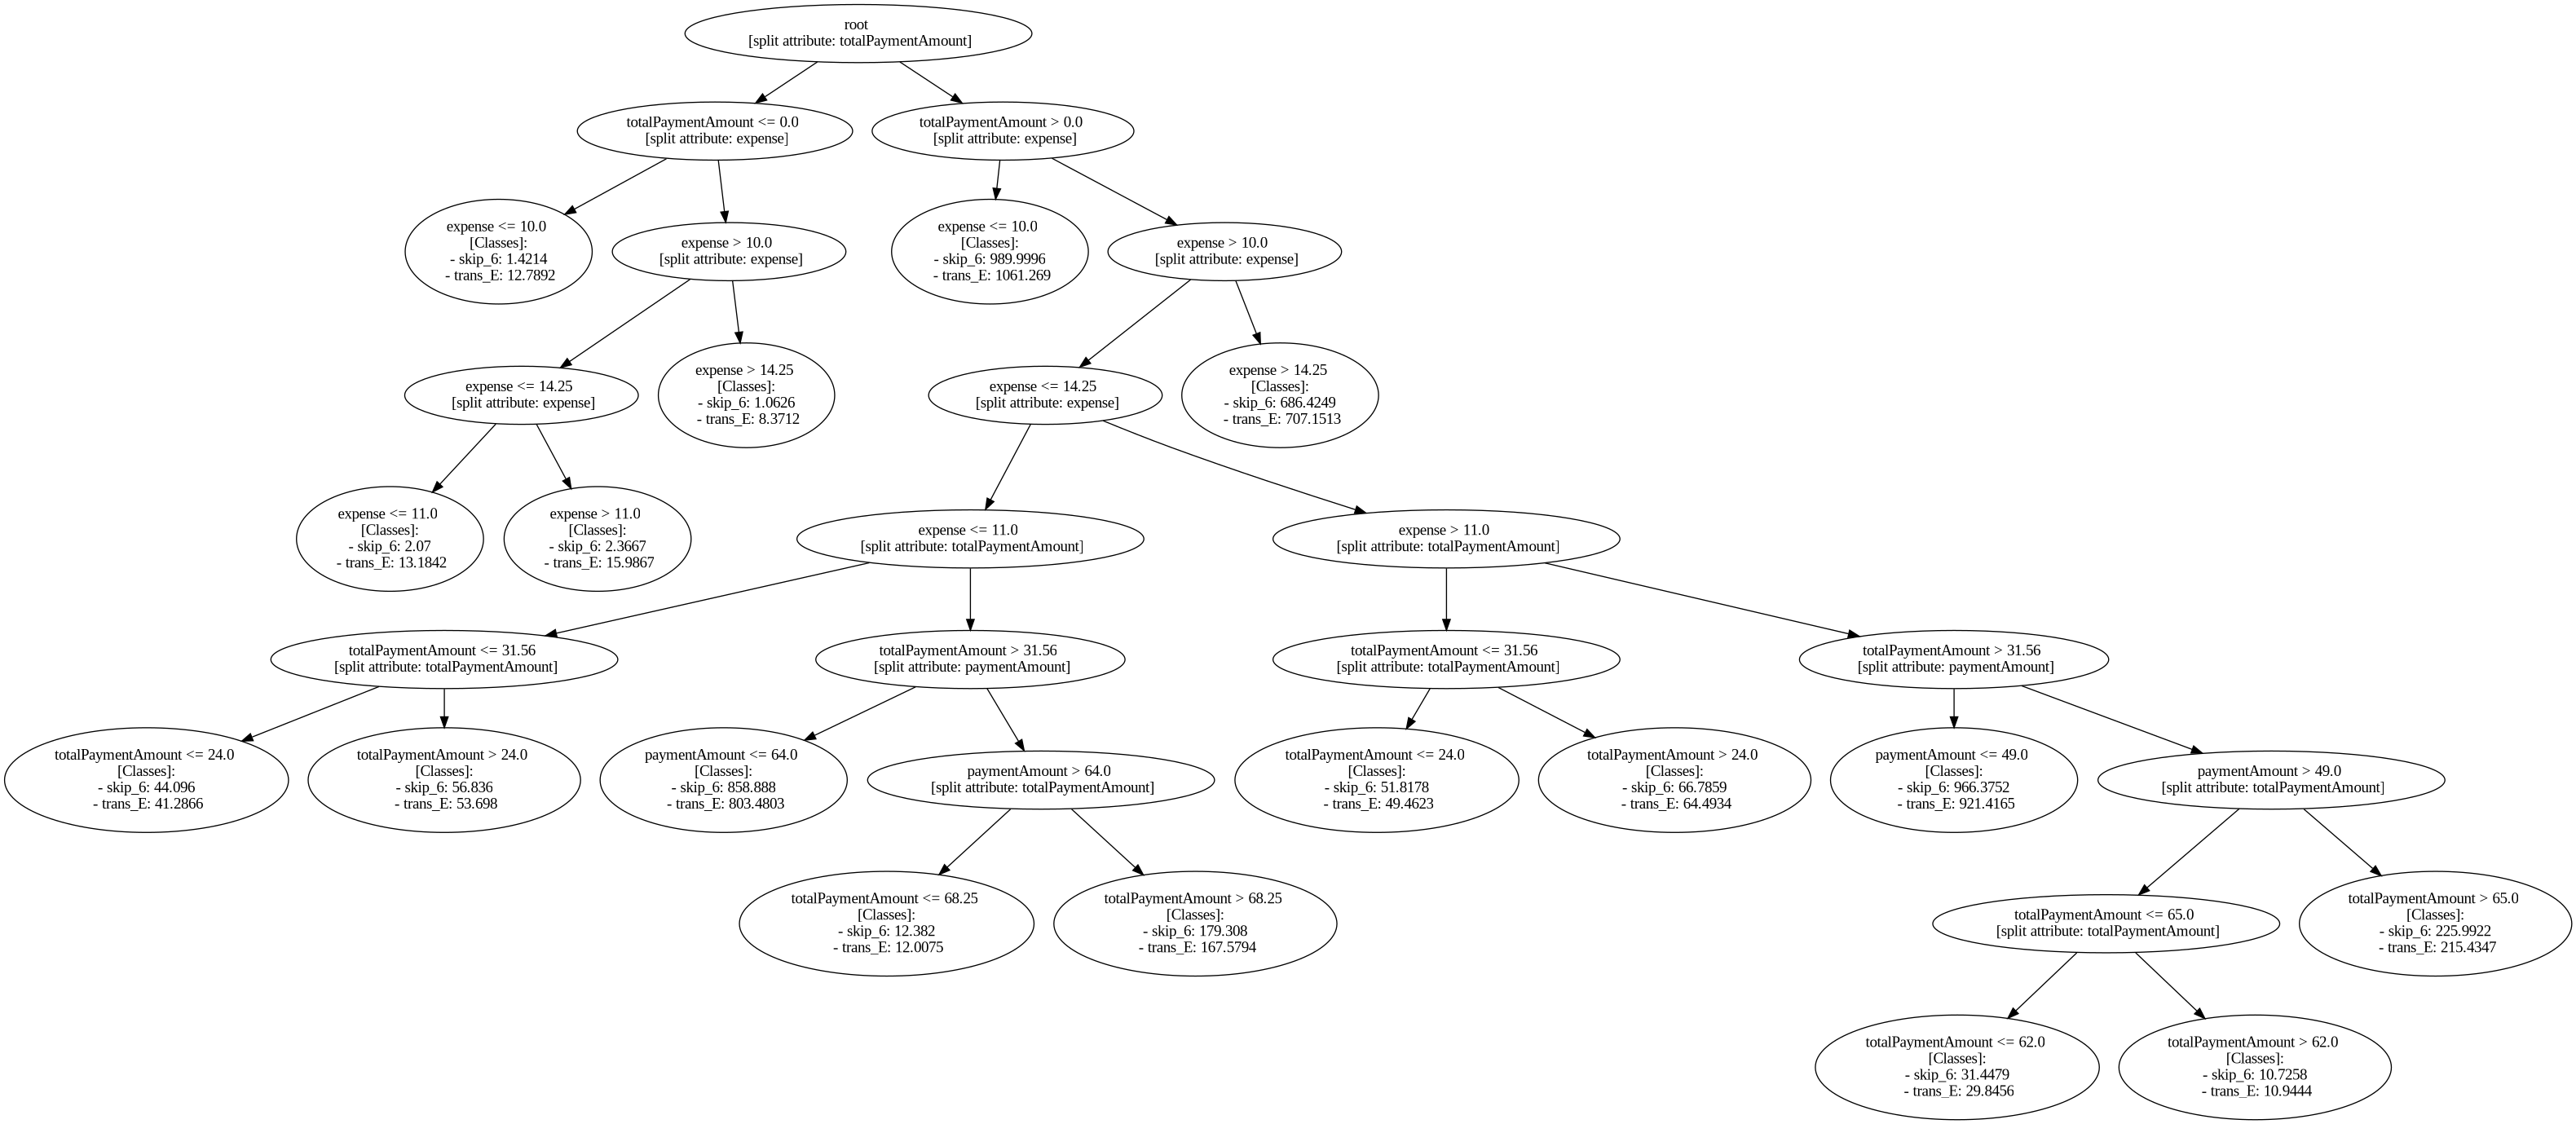 root
[split attribute: totalPaymentAmount]
totalPaymentAmount <= 0.0
[split attribute: expense]
totalPaymentAmount > 0.0
[split attribute: expense]
expense <= 10.0
[Classes]:
- skip_6: 1.4214
- trans_E: 12.7892
expense > 10.0
[split attribute: expense]
expense <= 10.0
[Classes]:
- skip_6: 989.9996
- trans_E: 1061.269
expense > 10.0
[split attribute: expense]
expense <= 14.25
[split attribute: expense]
expense > 14.25
[Classes]:
- skip_6: 1.0626
- trans_E: 8.3712
expense <= 14.25
[split attribute: expense]
expense > 14.25
[Classes]:
- skip_6: 686.4249
- trans_E: 707.1513
expense <= 11.0
[Classes]:
- skip_6: 2.07
- trans_E: 13.1842
expense > 11.0
[Classes]:
- skip_6: 2.3667
- trans_E: 15.9867
expense <= 11.0
[split attribute: totalPaymentAmount]
expense > 11.0
[split attribute: totalPaymentAmount]
totalPaymentAmount <= 31.56
[split attribute: totalPaymentAmount]
totalPaymentAmount > 31.56
[split attribute: paymentAmount]
totalPaymentAmount <= 31.56
[split attribute: totalPaymentAmount]
totalPaymentAmount > 31.56
[split attribute: paymentAmount]
totalPaymentAmount <= 24.0
[Classes]:
- skip_6: 44.096
- trans_E: 41.2866
totalPaymentAmount > 24.0
[Classes]:
- skip_6: 56.836
- trans_E: 53.698
paymentAmount <= 64.0
[Classes]:
- skip_6: 858.888
- trans_E: 803.4803
paymentAmount > 64.0
[split attribute: totalPaymentAmount]
totalPaymentAmount <= 24.0
[Classes]:
- skip_6: 51.8178
- trans_E: 49.4623
totalPaymentAmount > 24.0
[Classes]:
- skip_6: 66.7859
- trans_E: 64.4934
paymentAmount <= 49.0
[Classes]:
- skip_6: 966.3752
- trans_E: 921.4165
paymentAmount > 49.0
[split attribute: totalPaymentAmount]
totalPaymentAmount <= 68.25
[Classes]:
- skip_6: 12.382
- trans_E: 12.0075
totalPaymentAmount > 68.25
[Classes]:
- skip_6: 179.308
- trans_E: 167.5794
totalPaymentAmount <= 65.0
[split attribute: totalPaymentAmount]
totalPaymentAmount > 65.0
[Classes]:
- skip_6: 225.9922
- trans_E: 215.4347
totalPaymentAmount <= 62.0
[Classes]:
- skip_6: 31.4479
- trans_E: 29.8456
totalPaymentAmount > 62.0
[Classes]:
- skip_6: 10.7258
- trans_E: 10.9444